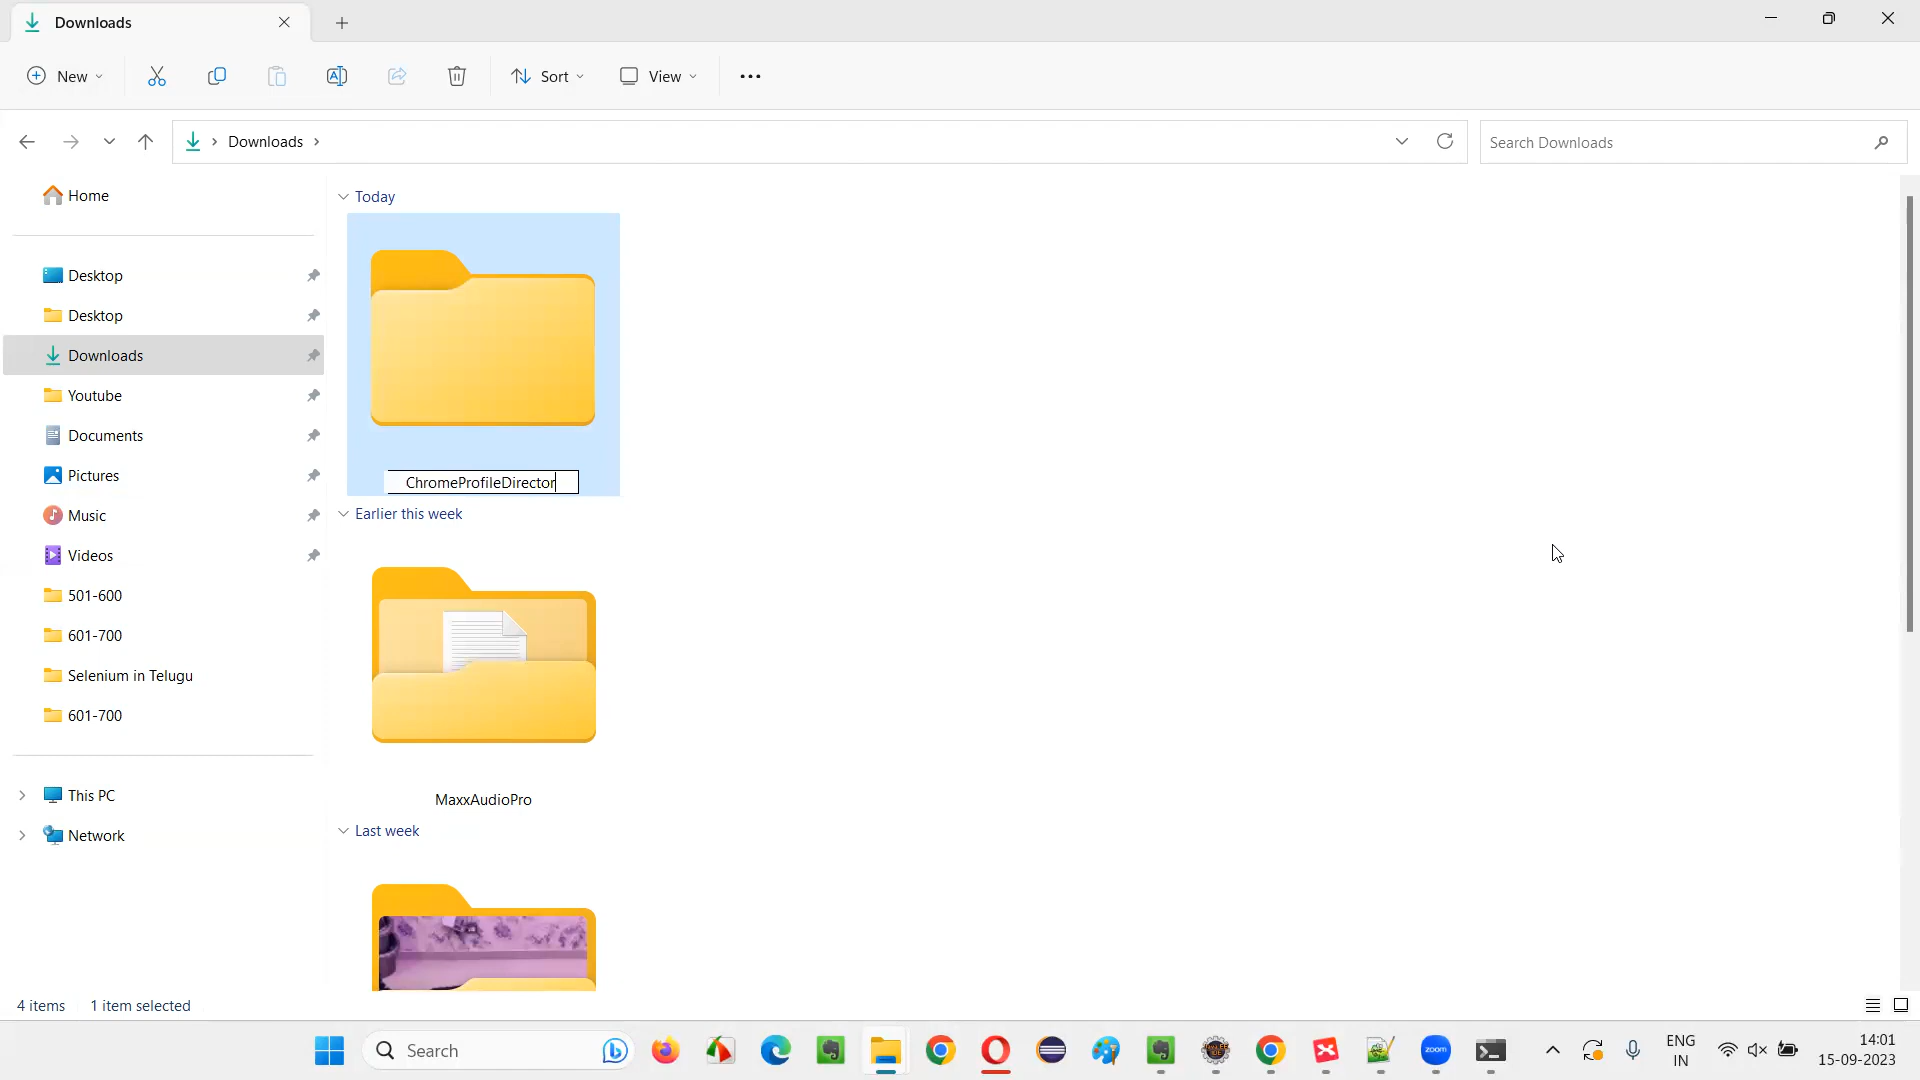 Downloads
New
Sort
View
Downloads
Search Downloads
Home
Desktop
Desktop
Downloads
Youtube
Documents
Pictures
Music
Videos
501-600
601-700
Selenium in Telugu
601-700
This PC
Network
Today
ChromeProfileDirector
Earlier this week
MaxxAudioPro
Last week
4 items 1 item selected
Search
zoom
ENG
IN
14:01
15-09-2023